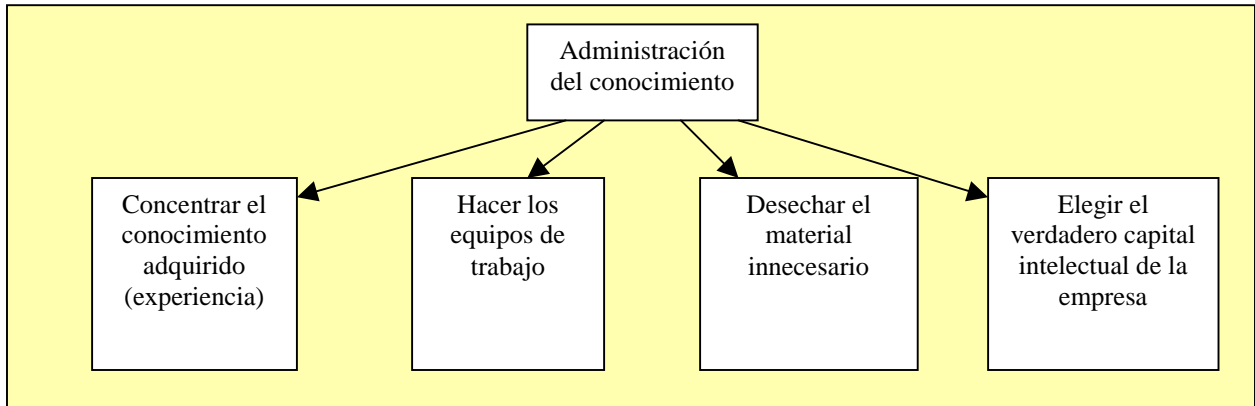 Administración
del conocimiento
Concentrar el
conocimiento
adquirido
(experiencia)
Hacer los
equipos de
trabajo
Desechar el
material
innecesario
Elegir el
verdadero capital
intelectual de la
empresa